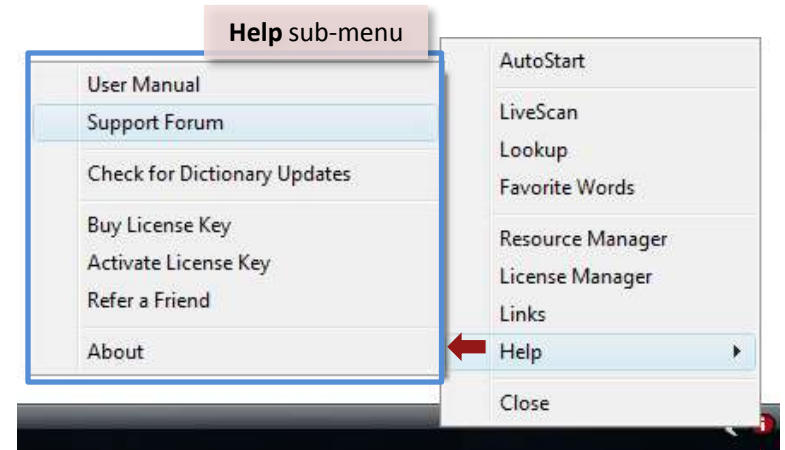 Help sub-menu
User Manual
Support Forum
Check for Dictionary Updates
Buy License Key
Activate License Key
Refer a Friend
About
AutoStart
LiveScan
Lookup
Favorite Words
Resource Manager
License Manager
Links
Help
Close